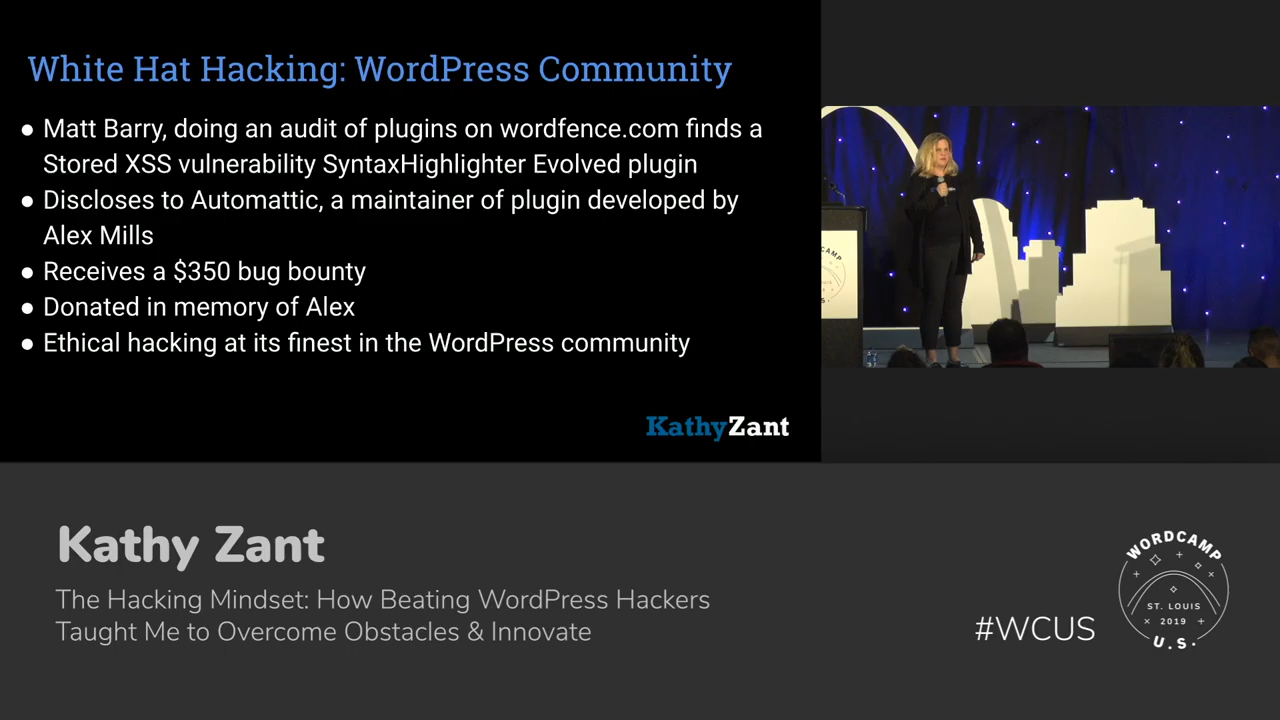 White Hat Hacking: WordPress Community
● Matt Barry, doing an audit of plugins on wordfence.com finds a
Stored XSS vulnerability SyntaxHighlighter Evolved plugin
● Discloses to Automattic, a maintainer of plugin developed by
Alex Mills
● Receives a $350 bug bounty
● Donated in memory of Alex
● Ethical hacking at its finest in the WordPress community
KathyZant
Kathy Zant
The Hacking Mindset: How Beating WordPress Hackers
Taught Me to Overcome Obstacles & Innovate
#WCUS
WORDCAMP
ST. LOUIS
2019
U.S.